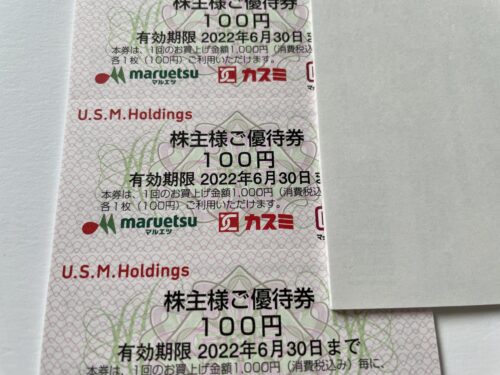 株主様ご優待券
100円
有効期限 2022年6月30日ま
本券は、1回のお買上げ金額1,000円(消費税込
各1枚(100円)ご利用いただけます。
maruetsu カスミ
マルエツ
U.S.M.Holdings
株主様ご優待券
100円
有効期限 2022年6月30日ま
本券は、1回のお買上げ金額1,000円(消費税込み
各1枚(100円)ご利用いただけます。
maruetsu カスミ
マルエツ
U.S.M.Holdings
株主様ご優待券
100円
有効期限 2022年6月30日まで
本券は、1回のお買上げ金額1,000円(消費税込み)毎に、